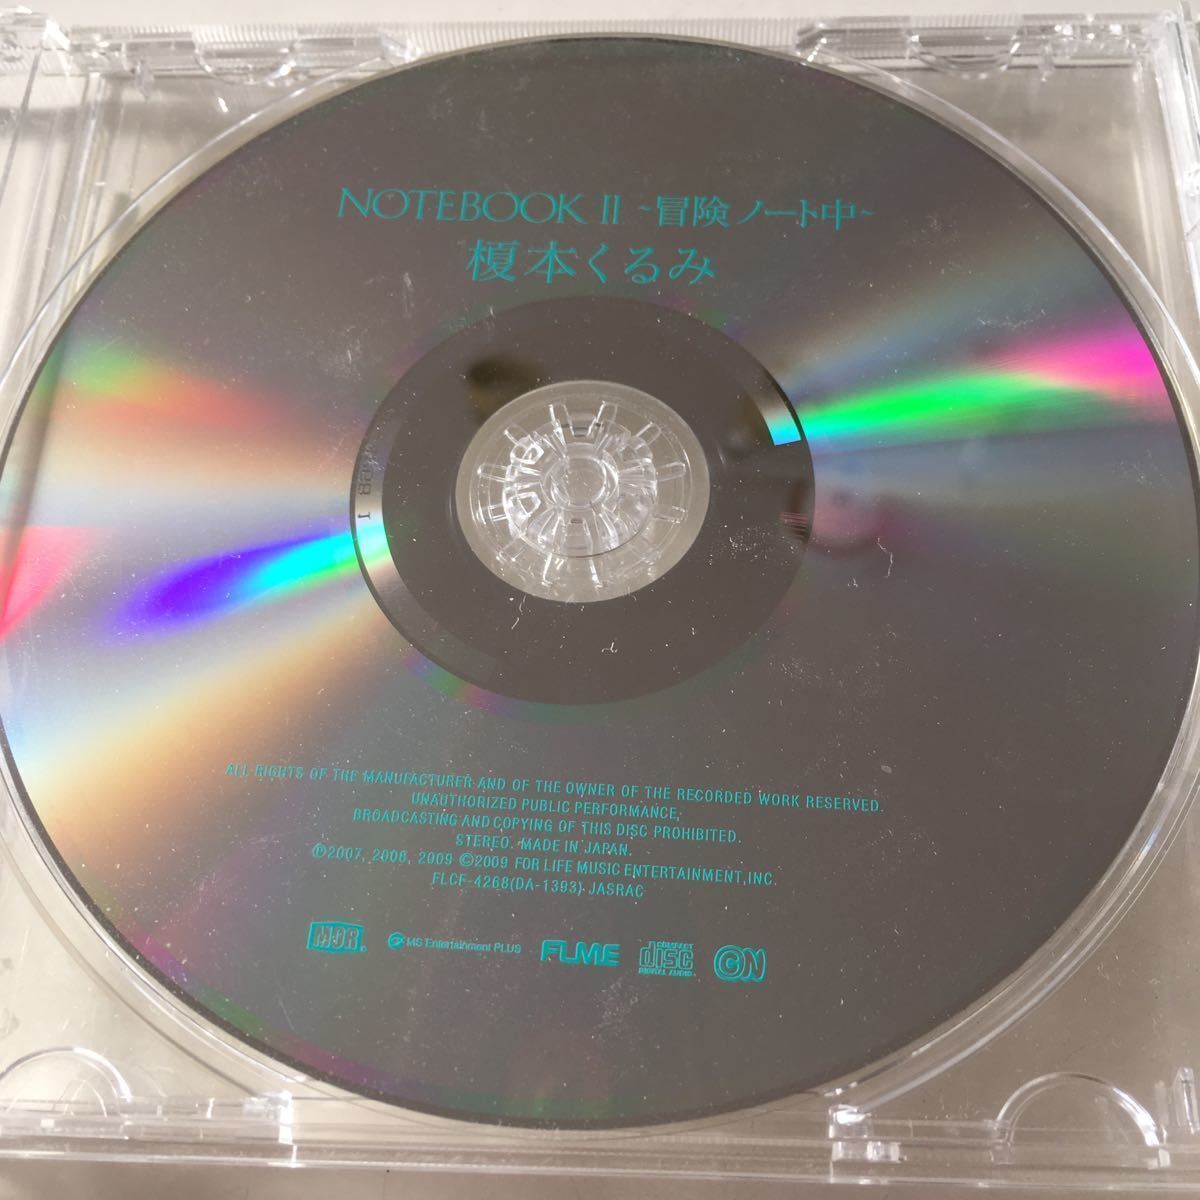 NOTEBOOK II ~冒険ノート中~
榎本くるみ
ALL RIGHTS OF THE MANUFACTURER AND OF THE OWNER OF THE RECORDED WORK RESERVED.
UNAUTHORIZED PUBLIC PERFORMANCE,
BROADCASTING AND COPYING OF THIS DISC PROHIBITED.
STEREO. MADE IN JAPAN.
Ⓟ2007, 2008, 2009 ©2009 FOR LIFE MUSIC ENTERTAINMENT,INC.
FLCF-4268(DA-1393) JASRAC
MJR MG Entertainment PLUS FLME COMPACT disc DIGITAL AUDIO